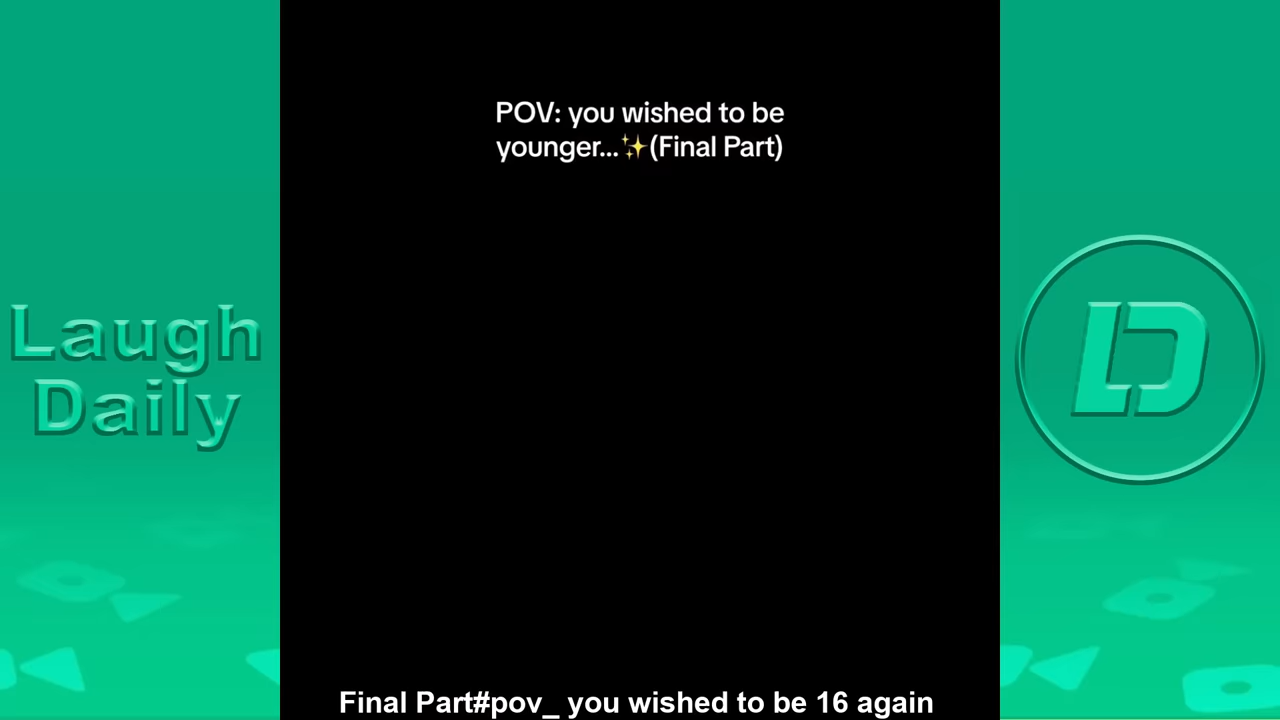 POV: you wished to be
younger...✨(Final Part)
Laugh
Daily
LD
Final Part#pov_ you wished to be 16 again